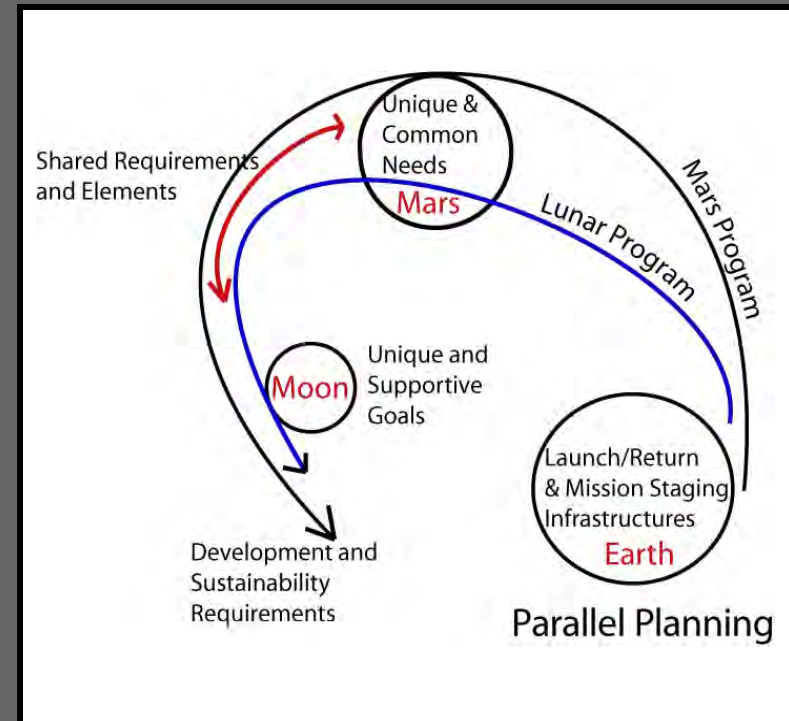 Unique &
Common
Needs
Mars
Shared Requirements
and Elements
Lunar Program
Mars Program
Moon
Unique and
Supportive
Goals
Launch/Return
& Mission Staging
Infrastructures
Earth
Development and
Sustainability
Requirements
Parallel Planning